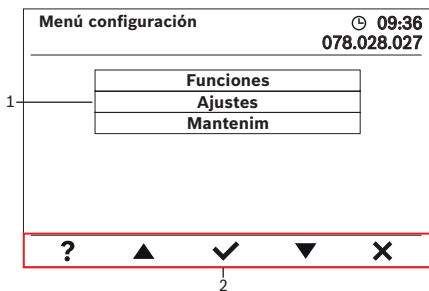 Menú configuración 09:36
078.028.027
Funciones
1 Ajustes
Mantenim
?
2